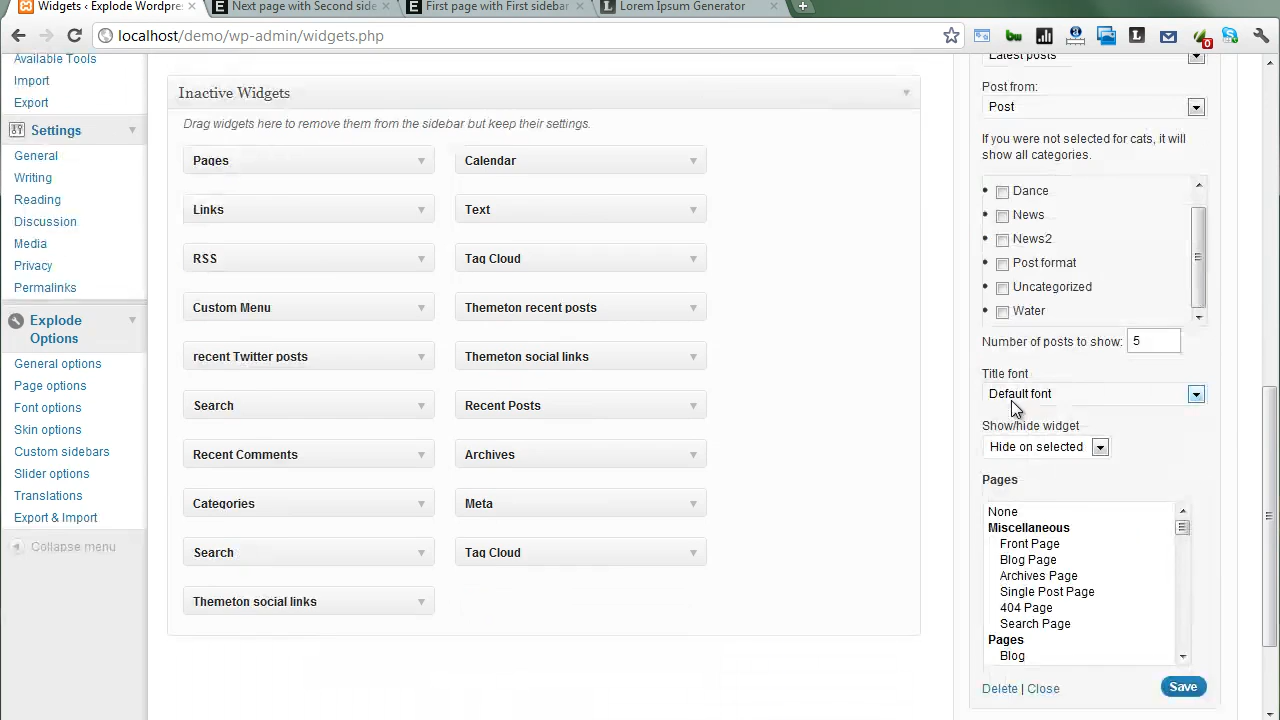 Widgets ‹ Explode Wordpre
Next page with Second side
First page with First sidebar
Lorem Ipsum Generator
localhost/demo/wp-admin/widgets.php
Available Tools
Import
Export
Settings
General
Writing
Reading
Discussion
Media
Privacy
Permalinks
Explode
Options
General options
Page options
Font options
Skin options
Custom sidebars
Slider options
Translations
Export & Import
Collapse menu
Inactive Widgets
Drag widgets here to remove them from the sidebar but keep their settings.
Pages
Calendar
Links
Text
RSS
Tag Cloud
Custom Menu
Themeton recent posts
recent Twitter posts
Themeton social links
Search
Recent Posts
Recent Comments
Archives
Categories
Meta
Search
Tag Cloud
Themeton social links
Latest posts
Post from:
Post
If you were not selected for cats, it will
show all categories.
Dance
News
News2
Post format
Uncategorized
Water
Number of posts to show: 5
Title font
Default font
Show/hide widget
Hide on selected
Pages
None
Miscellaneous
Front Page
Blog Page
Archives Page
Single Post Page
404 Page
Search Page
Pages
Blog
Delete | Close
Save